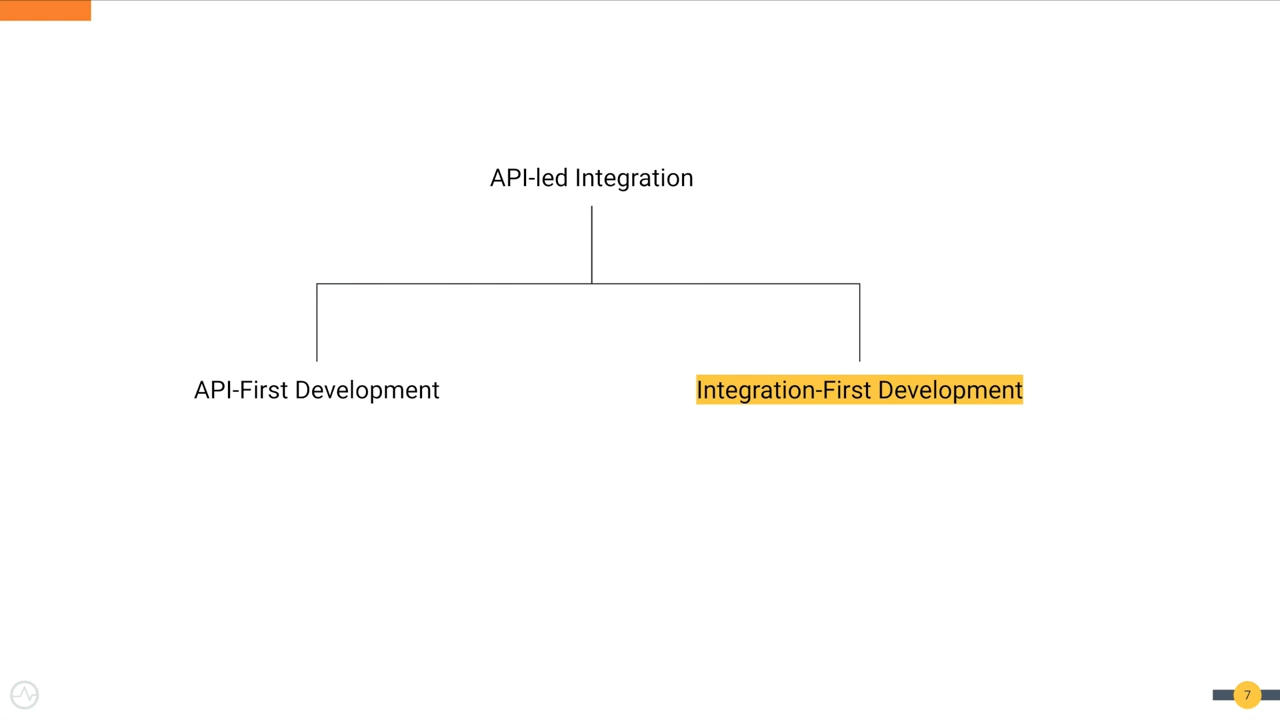 API-led Integration
API-First Development
Integration-First Development
7